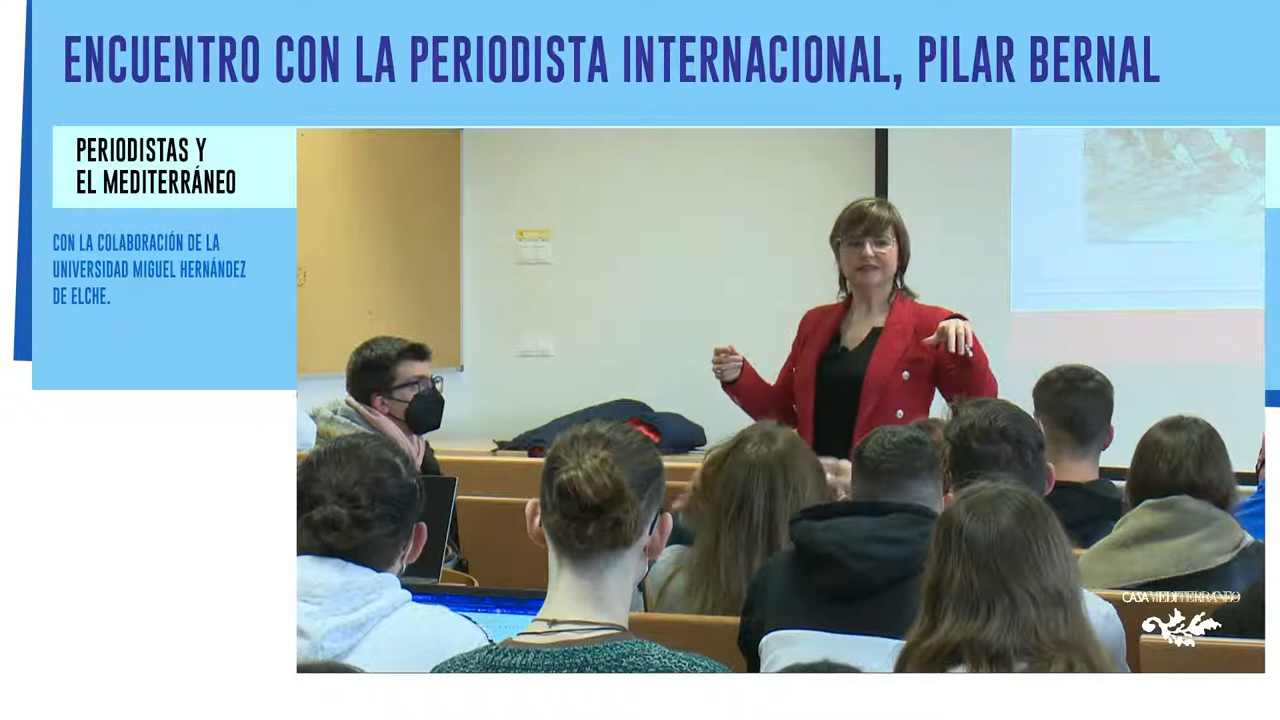 ENCUENTRO CON LA PERIODISTA INTERNACIONAL, PILAR BERNAL
PERIODISTAS Y
EL MEDITERRÁNEO
CON LA COLABORACIÓN DE LA
UNIVERSIDAD MIGUEL HERNÁNDEZ
DE ELCHE.
CASA MEDITERRÁNEO